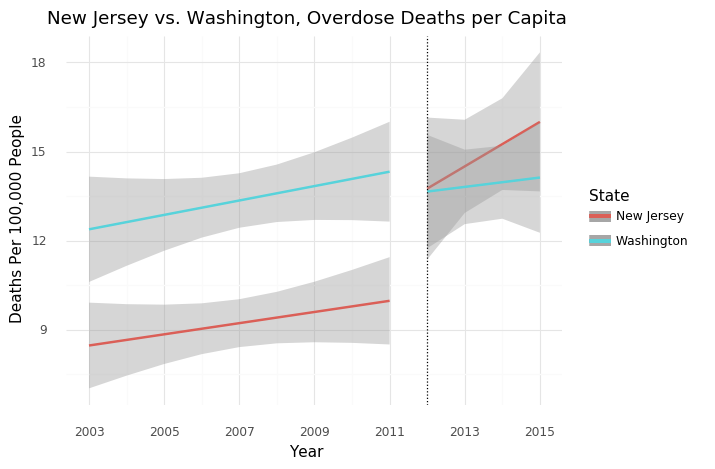 New Jersey vs. Washington, Overdose Deaths per Capita
Deaths Per 100,000 People
18
15
12
9
2003 2005 2007 2009 2011 2013 2015
Year
State
New Jersey
Washington